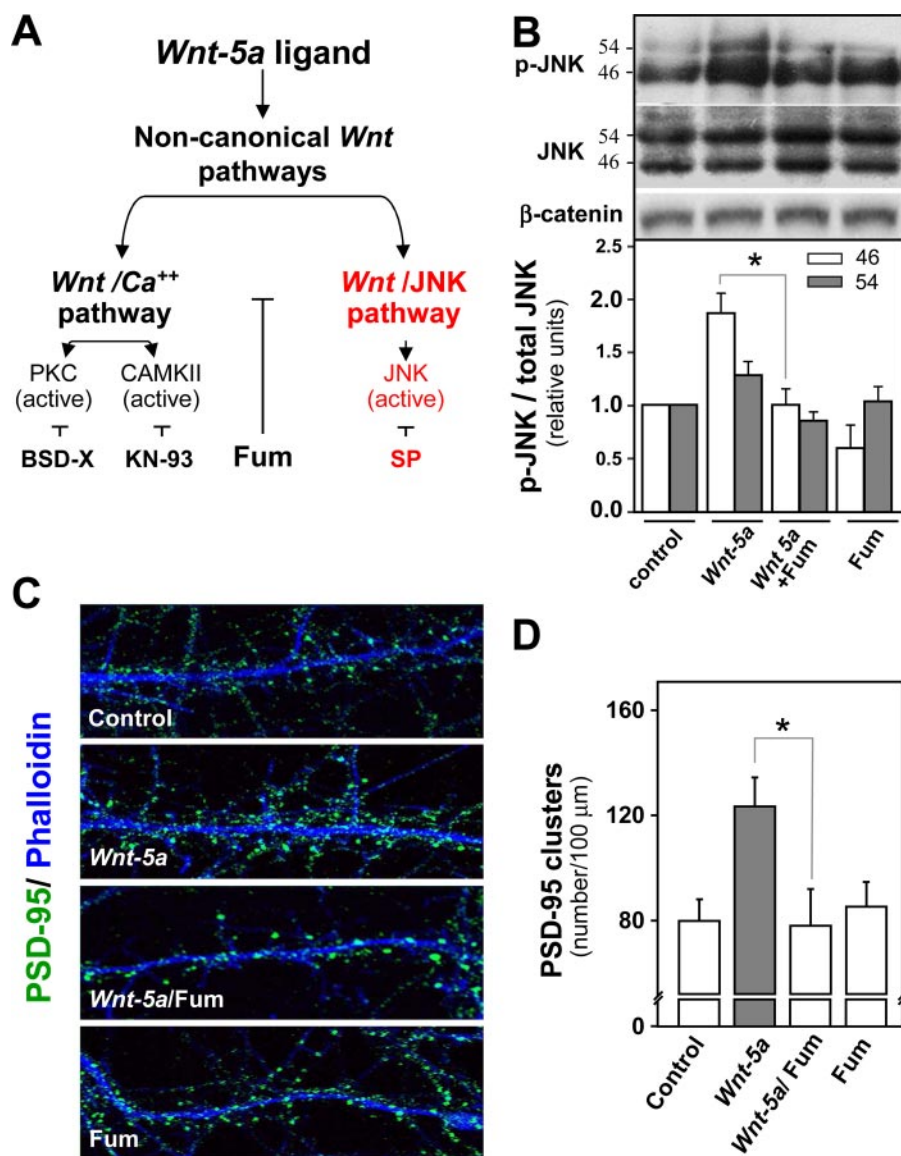 A
Wnt-5a ligand
Non-canonical Wnt
pathways
Wnt /Ca++
pathway
Wnt /JNK
pathway
PKC
(active)
CAMKII
(active)
JNK
(active)
BSD-X
KN-93
Fum
SP
B
p-JNK
54
46
JNK
54
46
β-catenin
p-JNK / total JNK
(relative units)
2.5
2.0
1.5
1.0
0.5
0.0
*
46
54
control
Wnt-5a
Wnt 5a
+Fum
Fum
C
PSD-95/ Phalloidin
Control
Wnt-5a
Wnt-5a/Fum
Fum
D
PSD-95 clusters
(number/100 μm)
160
120
80
0
*
Control
Wnt-5a
Wnt-5a/ Fum
Fum